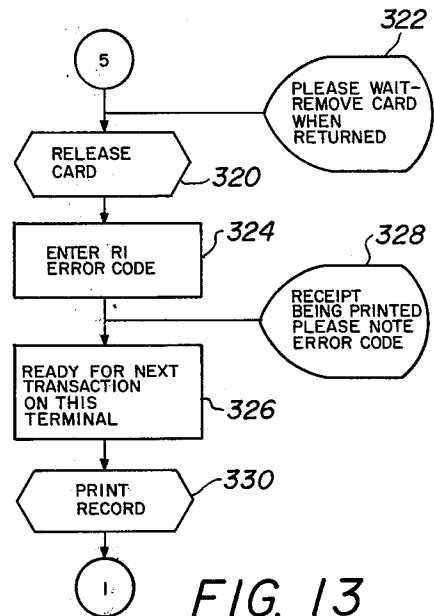 5
322
PLEASE WAIT-
REMOVE CARD
WHEN
RETURNED
RELEASE
CARD
320
324
ENTER RI
ERROR CODE
328
RECEIPT
BEING PRINTED
PLEASE NOTE
ERROR CODE
READY FOR NEXT
TRANSACTION
ON THIS
TERMINAL
326
PRINT
RECORD
330
1
FIG. 13